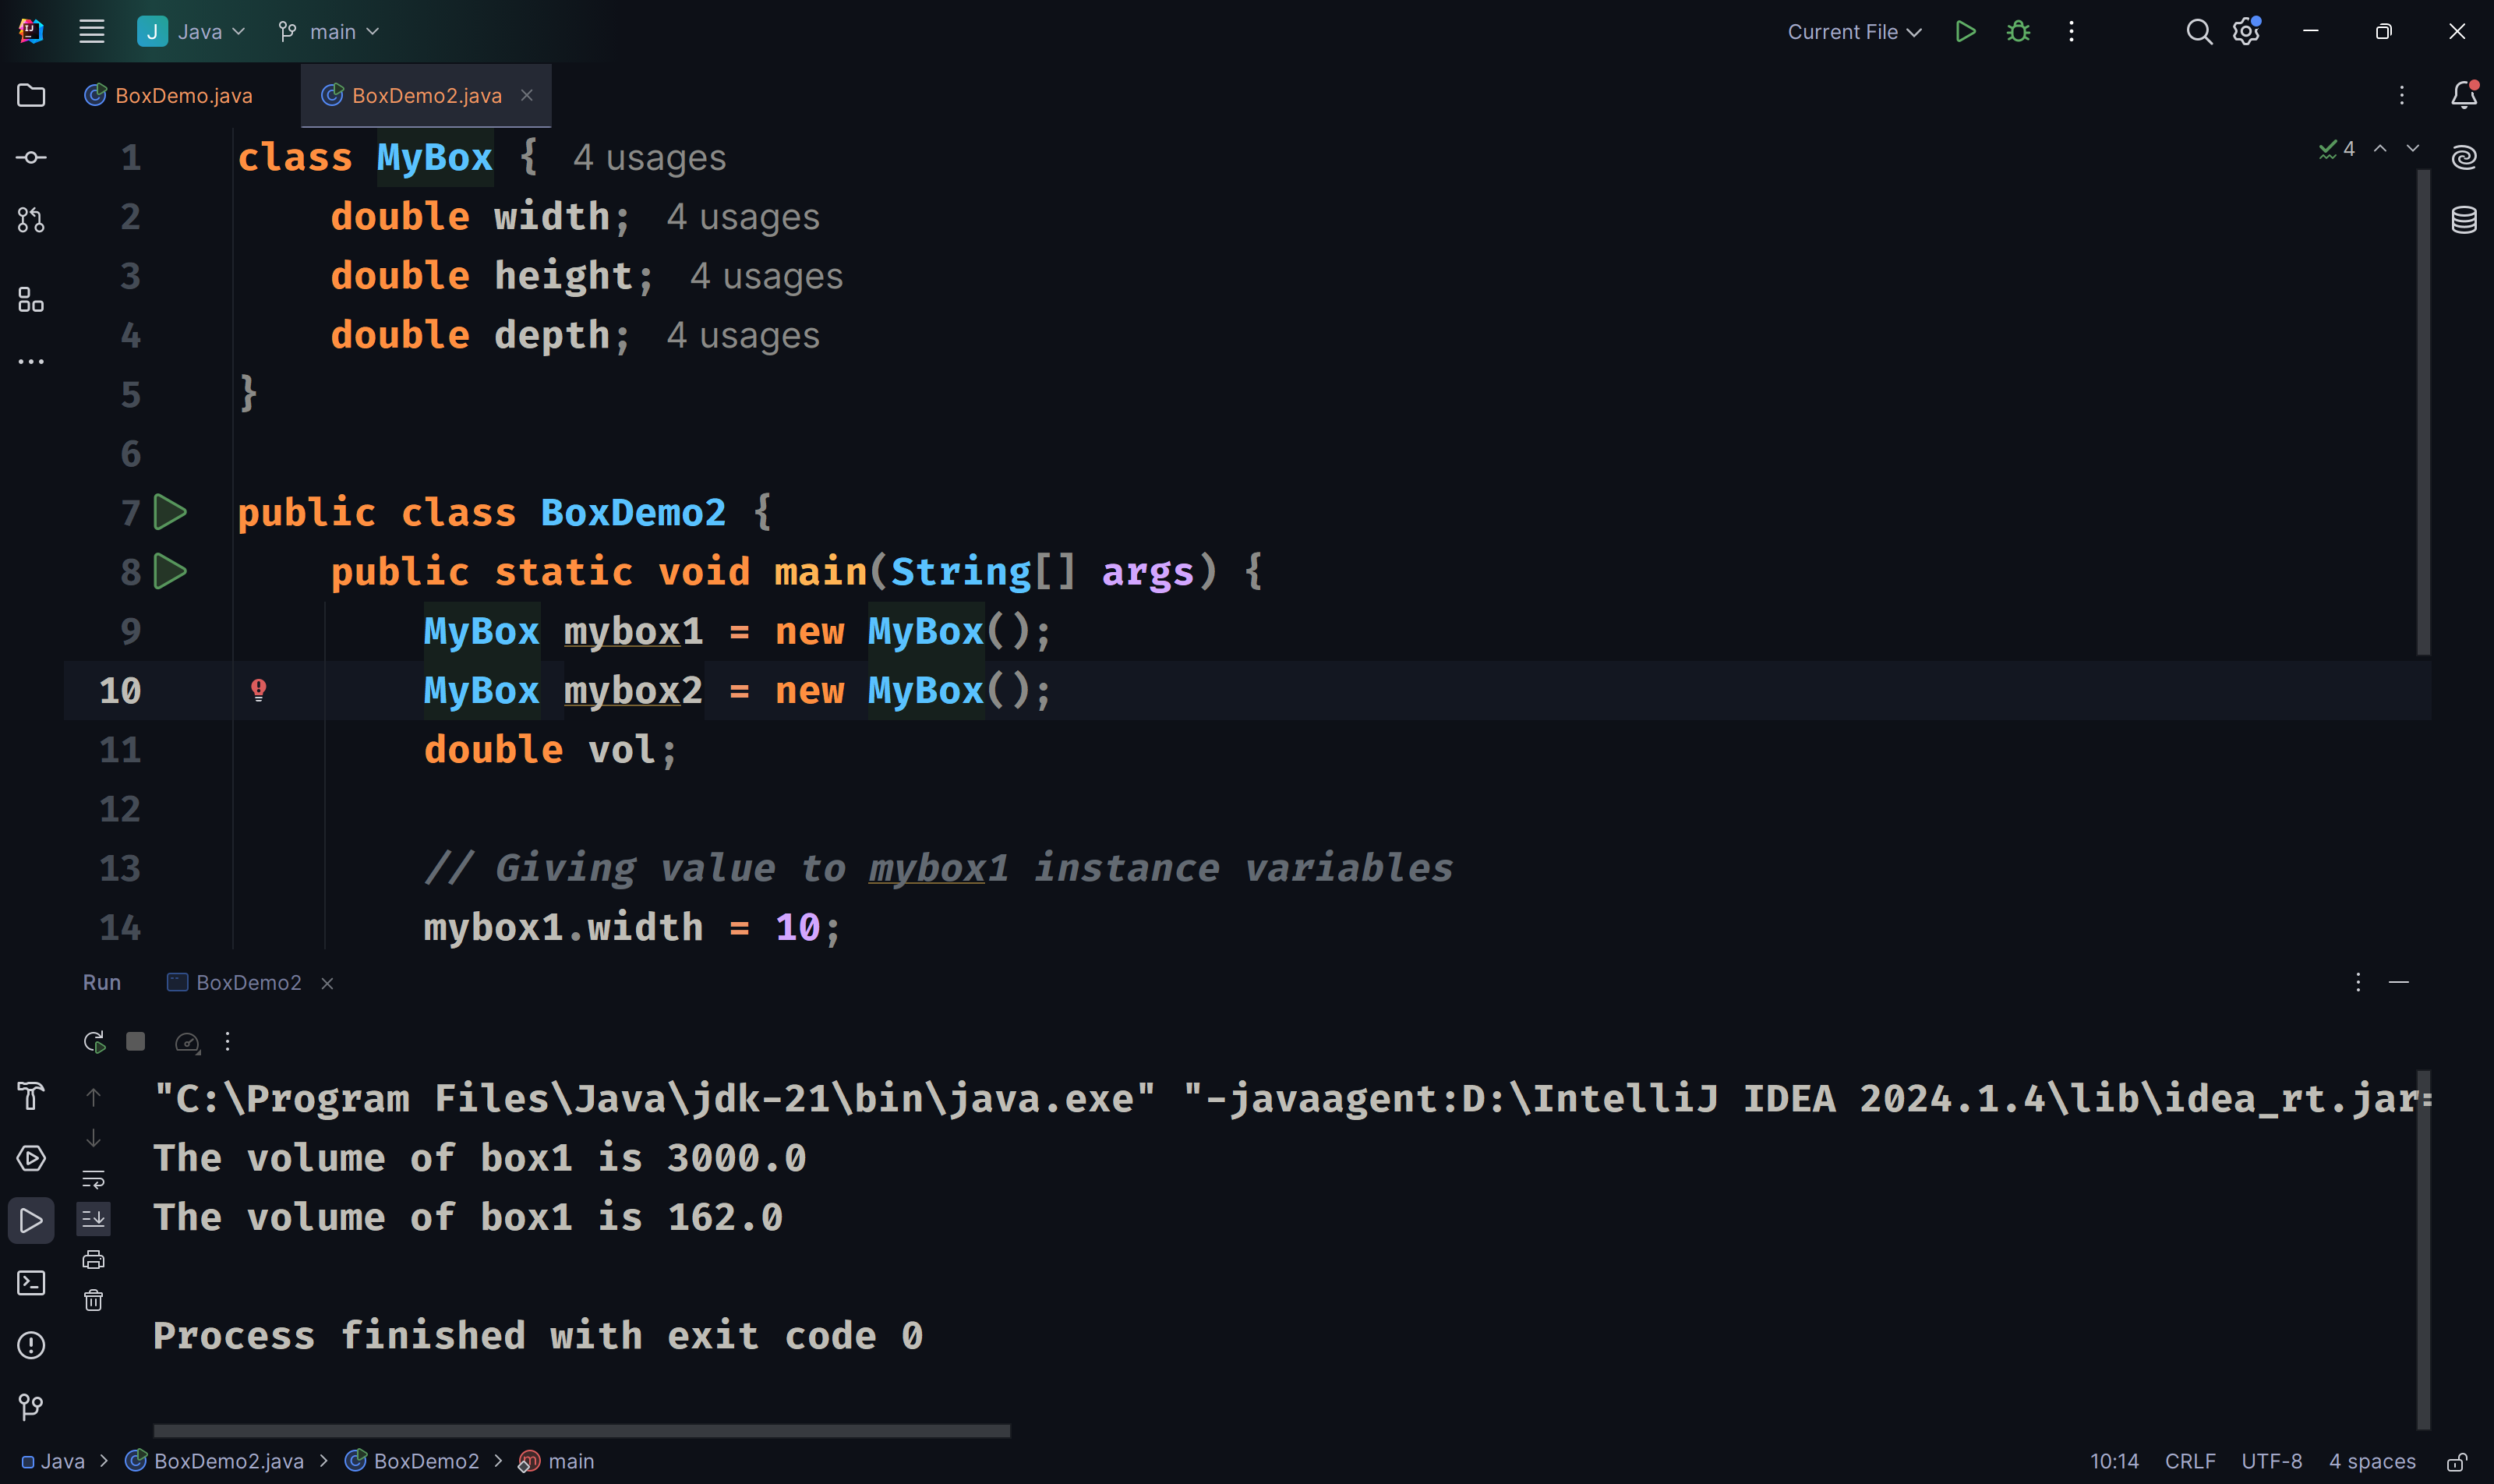 J Java main Current File
BoxDemo.java BoxDemo2.java
1 class MyBox { 4 usages
4
2 double width; 4 usages
3 double height; 4 usages
4 double depth; 4 usages
5 }
6
7 public class BoxDemo2 {
8 public static void main(String[] args) {
9 MyBox mybox1 = new MyBox();
10 MyBox mybox2 = new MyBox();
11 double vol;
12
13 // Giving value to mybox1 instance variables
14 mybox1.width = 10;
Run BoxDemo2
"C:\Program Files\Java\jdk-21\bin\java.exe" "-javaagent:D:\IntelliJ IDEA 2024.1.4\lib\idea_rt.jar=
The volume of box1 is 3000.0
The volume of box1 is 162.0
Process finished with exit code 0
Java > BoxDemo2.java > BoxDemo2 > main 10:14 CRLF UTF-8 4 spaces